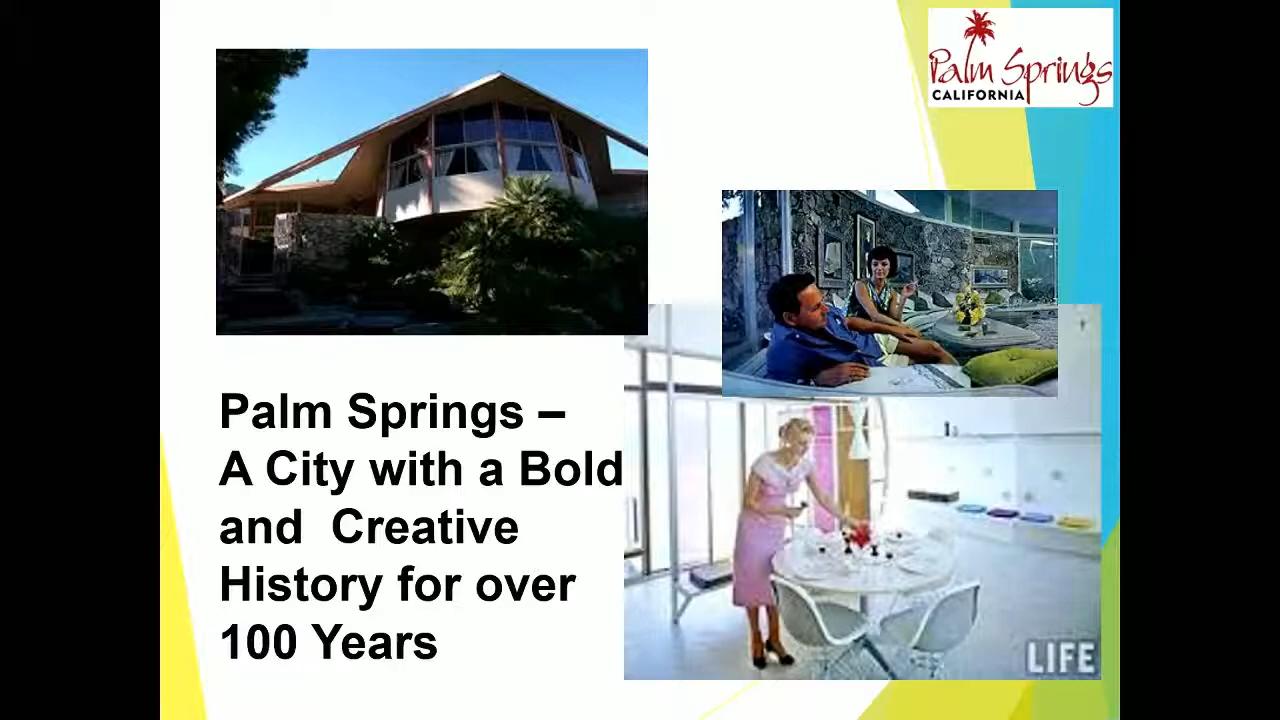 Palm Springs
CALIFORNIA
Palm Springs –
A City with a Bold
and  Creative
History for over
100 Years
LIFE